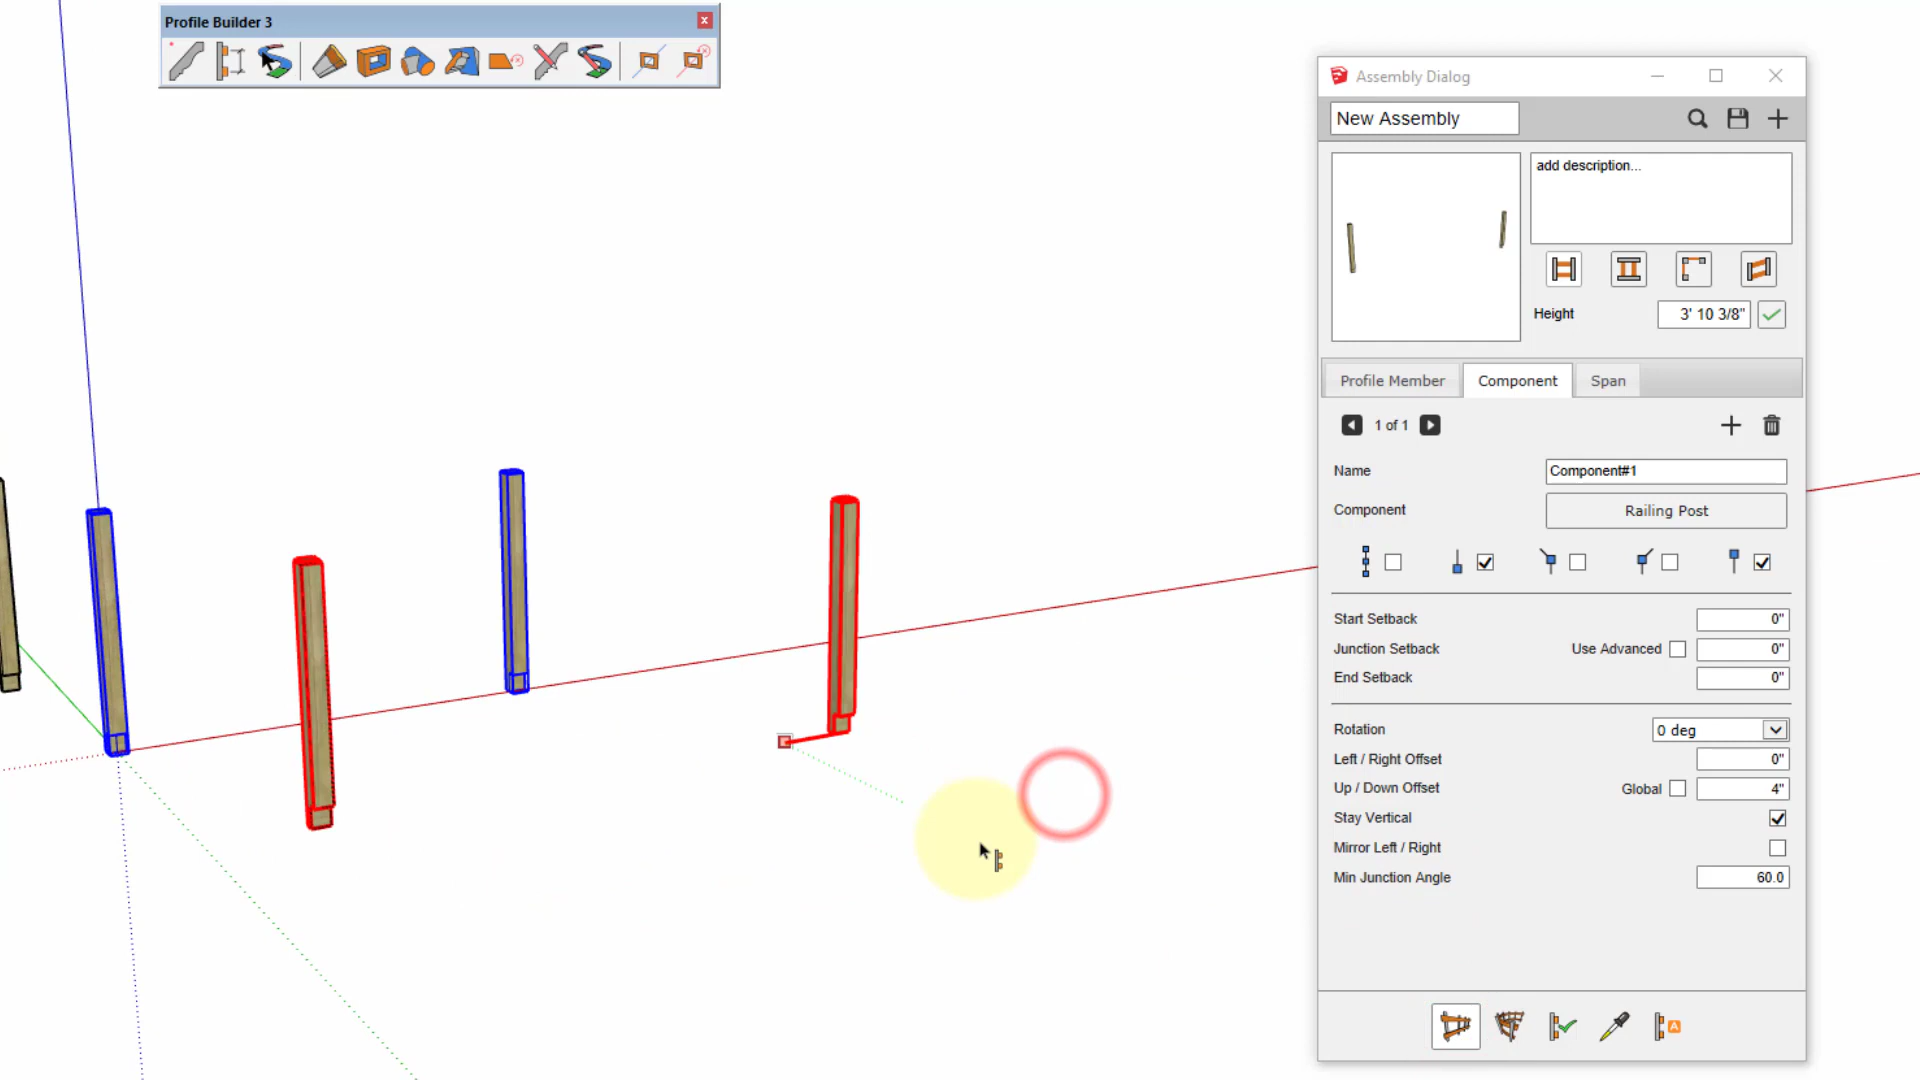 Profile Builder 3
Assembly Dialog
New Assembly
add description...
Height 3' 10 3/8"
Profile Member Component Span
1 of 1
Name Component#1
Component Railing Post
Start Setback 0"
Junction Setback Use Advanced 0"
End Setback 0"
Rotation 0 deg
Left / Right Offset 0"
Up / Down Offset Global 4"
Stay Vertical
Mirror Left / Right
Min Junction Angle 60.0
A